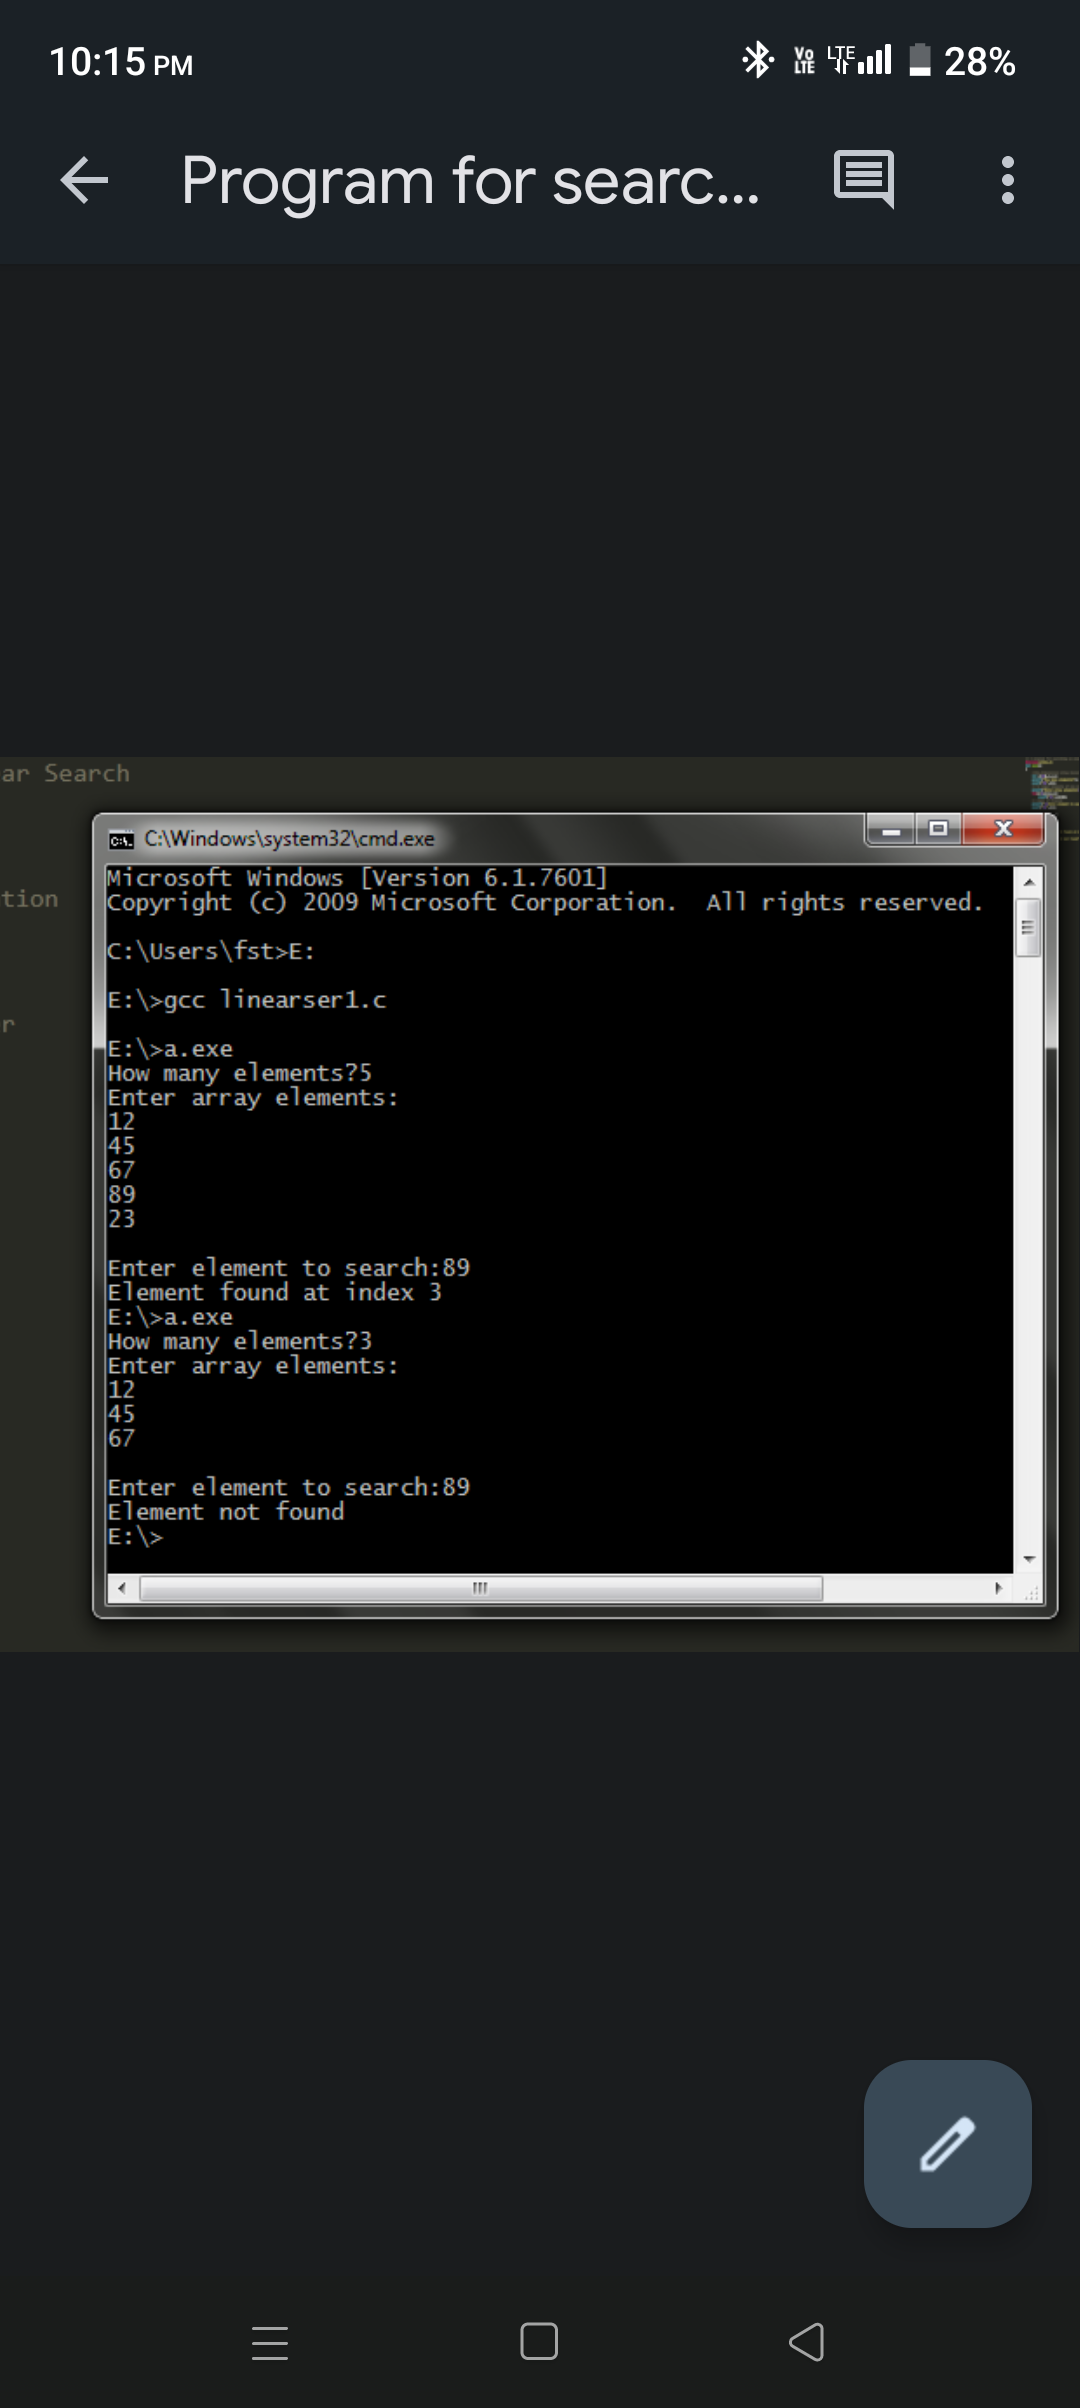 10:15 PM Vo LTE LTE 28%
Program for searc...
ar Search
C:\Windows\system32\cmd.exe
Microsoft Windows [Version 6.1.7601]
tion
Copyright (c) 2009 Microsoft Corporation.  All rights reserved.
C:\Users\fst>E:
E:\>gcc linearser1.c
r
E:\>a.exe
How many elements?5
Enter array elements:
12
45
67
89
23
Enter element to search:89
Element found at index 3
E:\>a.exe
How many elements?3
Enter array elements:
12
45
67
Enter element to search:89
Element not found
E:\>